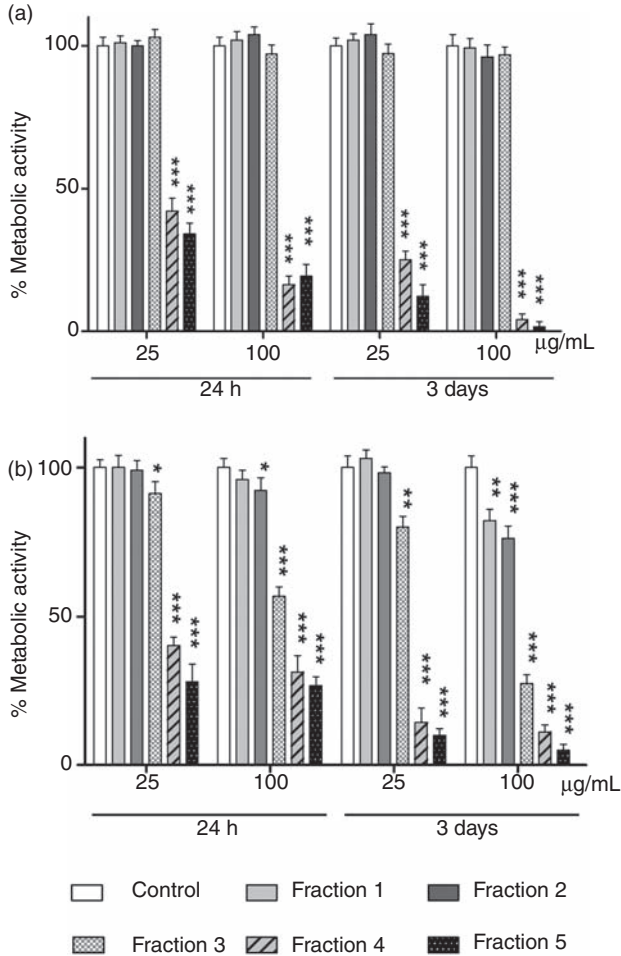 (a)
% Metabolic activity
100
50
0
*** *** *** *** *** *** *** ***
25 100 25 100 μg/mL
24 h 3 days
(b)
% Metabolic activity
100
50
0
* *** *** * *** *** *** ** *** *** ** *** *** *** ***
25 100 25 100 μg/mL
24 h 3 days
Control Fraction 1 Fraction 2
Fraction 3 Fraction 4 Fraction 5